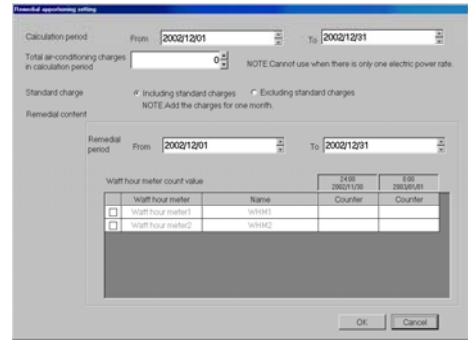 Remedial apportioning setting
Calculation period From 2002/12/01 To 2002/12/31
Total air-conditioning charges
in calculation period 0 NOTE:Cannot use when there is only one electric power rate.
Standard charge Including standard charges Excluding standard charges
NOTE:Add the charges for one month.
Remedial content
Remedial
period From 2002/12/01 To 2002/12/31
Watt hour meter count value 24:00 0:00
2002/11/30 2003/01/01
Watt hour meter Name Counter Counter
Watt hour meter1 WHM1
Watt hour meter2 WHM2
OK Cancel